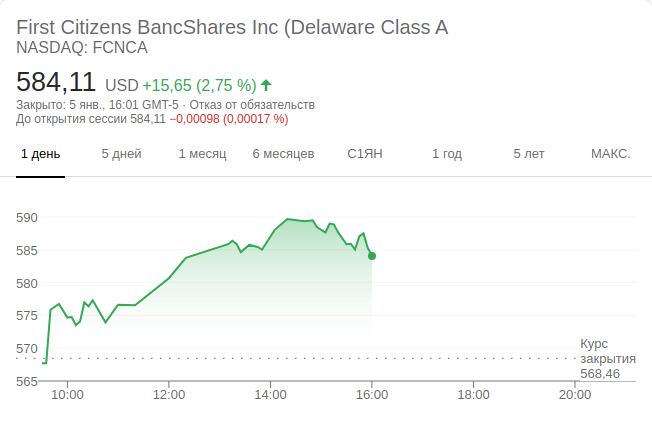 First Citizens BancShares Inc (Delaware Class A
NASDAQ: FCNCA
584,11 USD +15,65 (2,75 %)
Закрыто: 5 янв., 16:01 GMT-5 · Отказ от обязательств
До открытия сессии 584,11 −0,00098 (0,00017 %)
1 день 5 дней 1 месяц 6 месяцев С1ЯН 1 год 5 лет МАКС.
590
585
580
575
570
565
Курс
закрытия
568,46
10:00 12:00 14:00 16:00 18:00 20:00